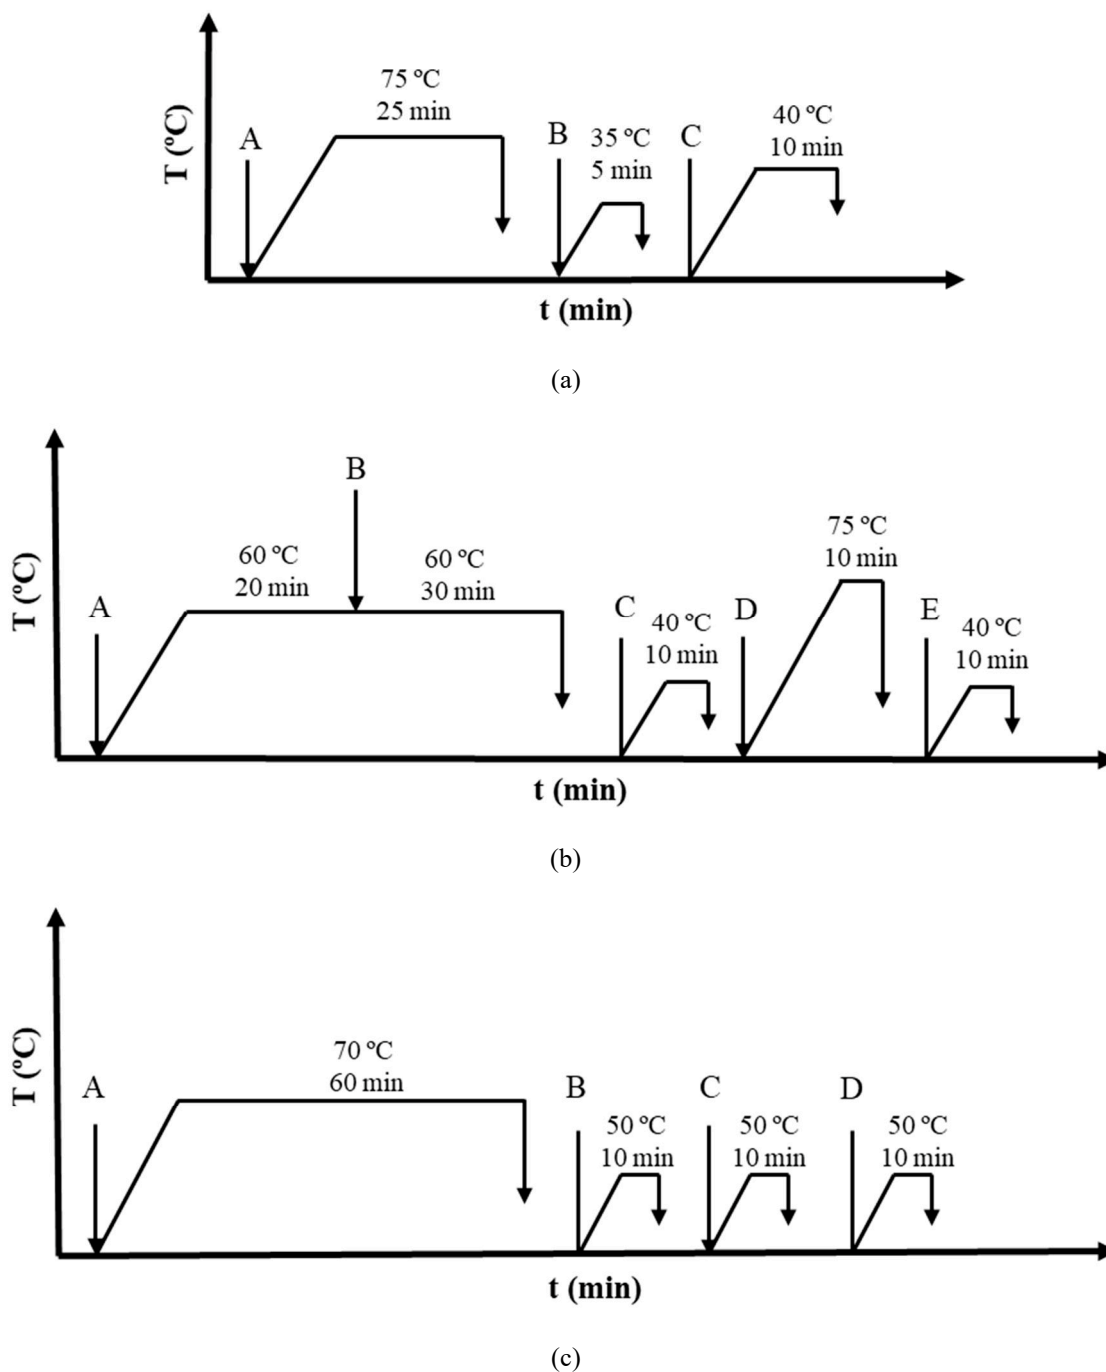 75 ºC
25 min
A
B
35 ºC
5 min
C
40 ºC
10 min
T (ºC)
t (min)
(a)
B
60 ºC
20 min
60 ºC
30 min
75 ºC
10 min
A
C
40 ºC
10 min
D
E
40 ºC
10 min
T (ºC)
t (min)
(b)
70 ºC
60 min
A
B
50 ºC
10 min
C
50 ºC
10 min
D
50 ºC
10 min
T (ºC)
t (min)
(c)